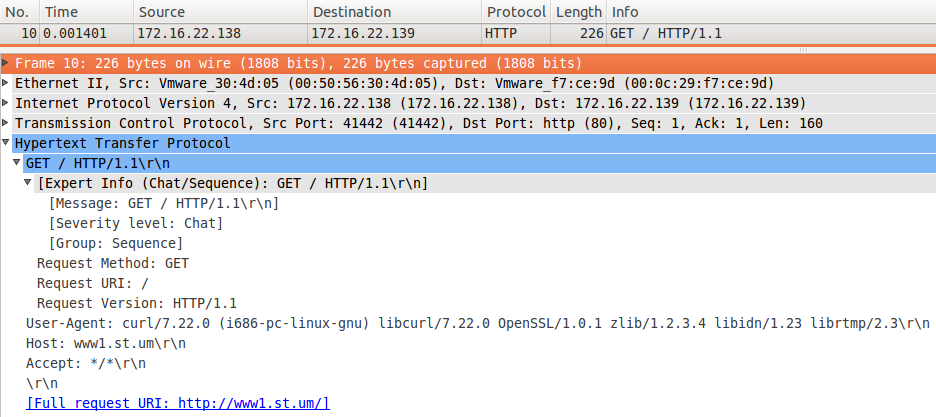 No. Time Source Destination Protocol Length Info
10 0.001401 172.16.22.138 172.16.22.139 HTTP 226 GET / HTTP/1.1
Frame 10: 226 bytes on wire (1808 bits), 226 bytes captured (1808 bits)
Ethernet II, Src: Vmware_30:4d:05 (00:50:56:30:4d:05), Dst: Vmware_f7:ce:9d (00:0c:29:f7:ce:9d)
Internet Protocol Version 4, Src: 172.16.22.138 (172.16.22.138), Dst: 172.16.22.139 (172.16.22.139)
Transmission Control Protocol, Src Port: 41442 (41442), Dst Port: http (80), Seq: 1, Ack: 1, Len: 160
Hypertext Transfer Protocol
GET / HTTP/1.1\r\n
[Expert Info (Chat/Sequence): GET / HTTP/1.1\r\n]
[Message: GET / HTTP/1.1\r\n]
[Severity level: Chat]
[Group: Sequence]
Request Method: GET
Request URI: /
Request Version: HTTP/1.1
User-Agent: curl/7.22.0 (i686-pc-linux-gnu) libcurl/7.22.0 OpenSSL/1.0.1 zlib/1.2.3.4 libidn/1.23 librtmp/2.3\r\n
Host: www1.st.um\r\n
Accept: */*\r\n
\r\n
[Full request URI: http://www1.st.um/]